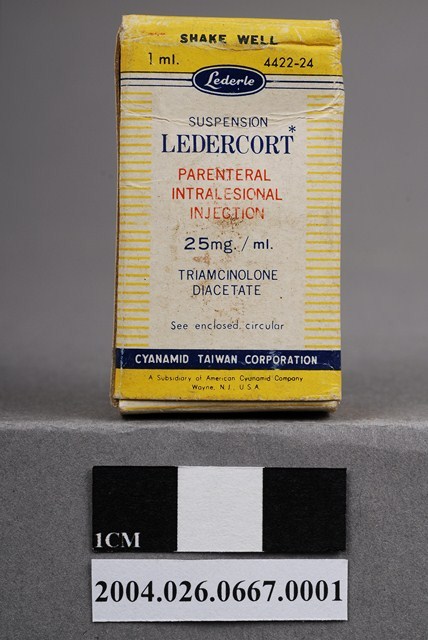 SHAKE WELL
1 ml. 4422-24
Lederle
SUSPENSION
LEDERCORT*
PARENTERAL
INTRALESIONAL
INJECTION
25mg./ml.
TRIAMCINOLONE
DIACETATE
See enclosed circular
CYANAMID TAIWAN CORPORATION
A Subsidiary of American Cyanamid Company
Wayne, N.J., U.S.A.
1CM
2004.026.0667.0001